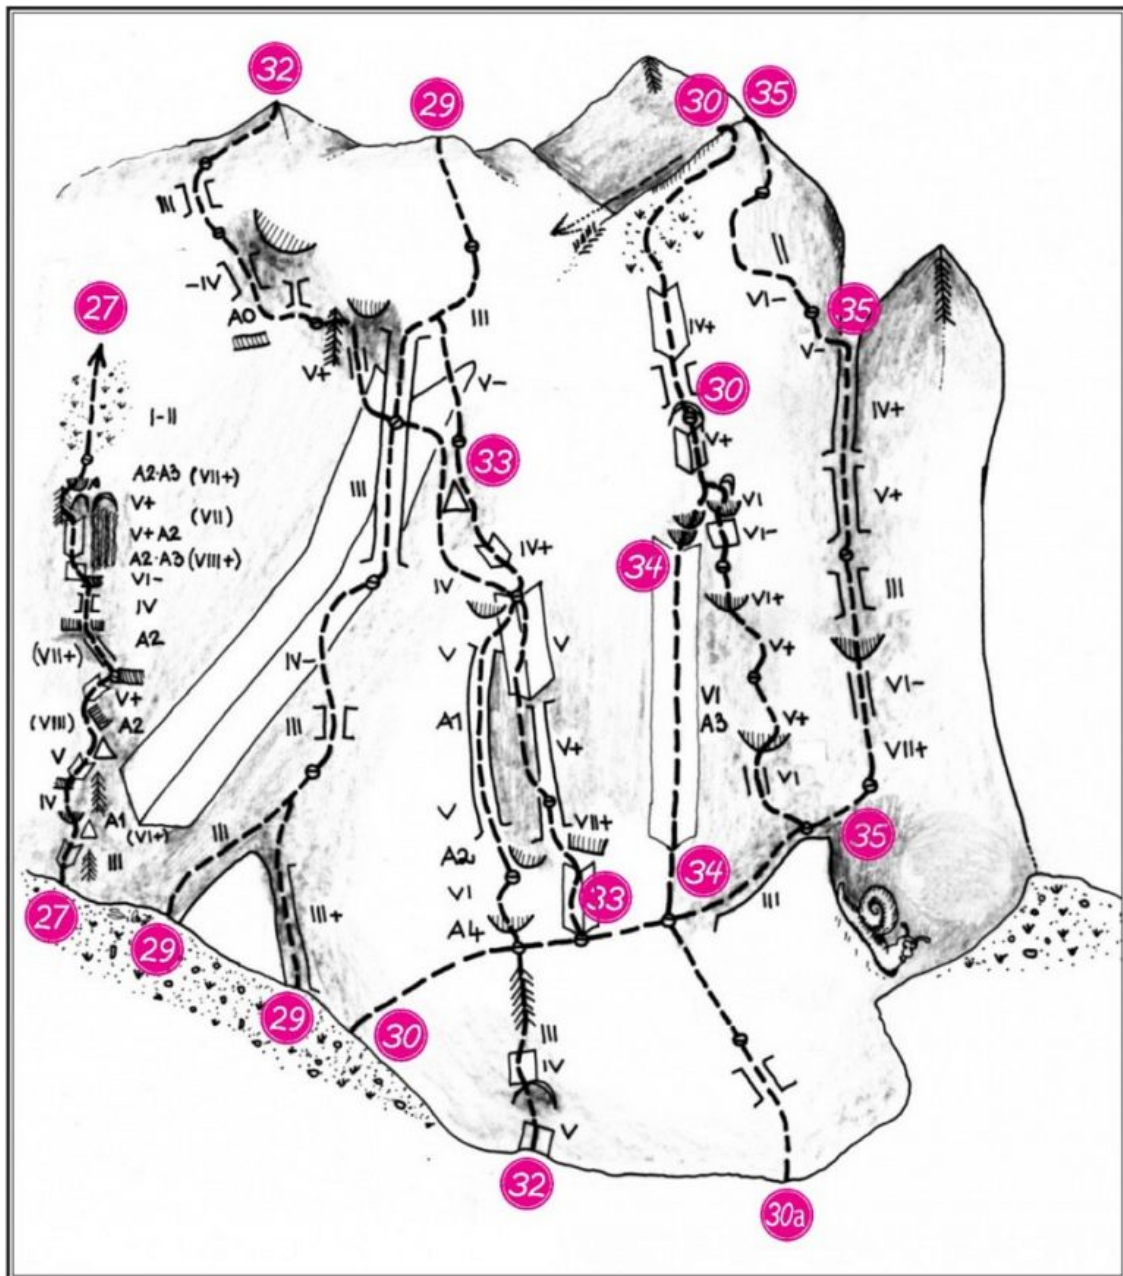 32
29
30
35
III
-IV
A0
27
III
IV+
VI-
35
V-
V+
V-
30
IV+
I-II
33
V+
A2-A3 (VII+)
V+
(VII)
V+ A2
A2-A3 (VIII+)
VI-
IV
A2
(VII+)
III
VI
VI-
V+
IV+
34
IV
VI+
III
V+
V
V
V+
(VIII)
A2
V
IV
A1
(VI+)
III
IV-
III
A1
V+
VI
A3
V+
VI-
VII+
VI
V
VII+
III
A2
35
34
VI
33
III
III+
A4
27
29
29
30
III
IV
V
32
30a